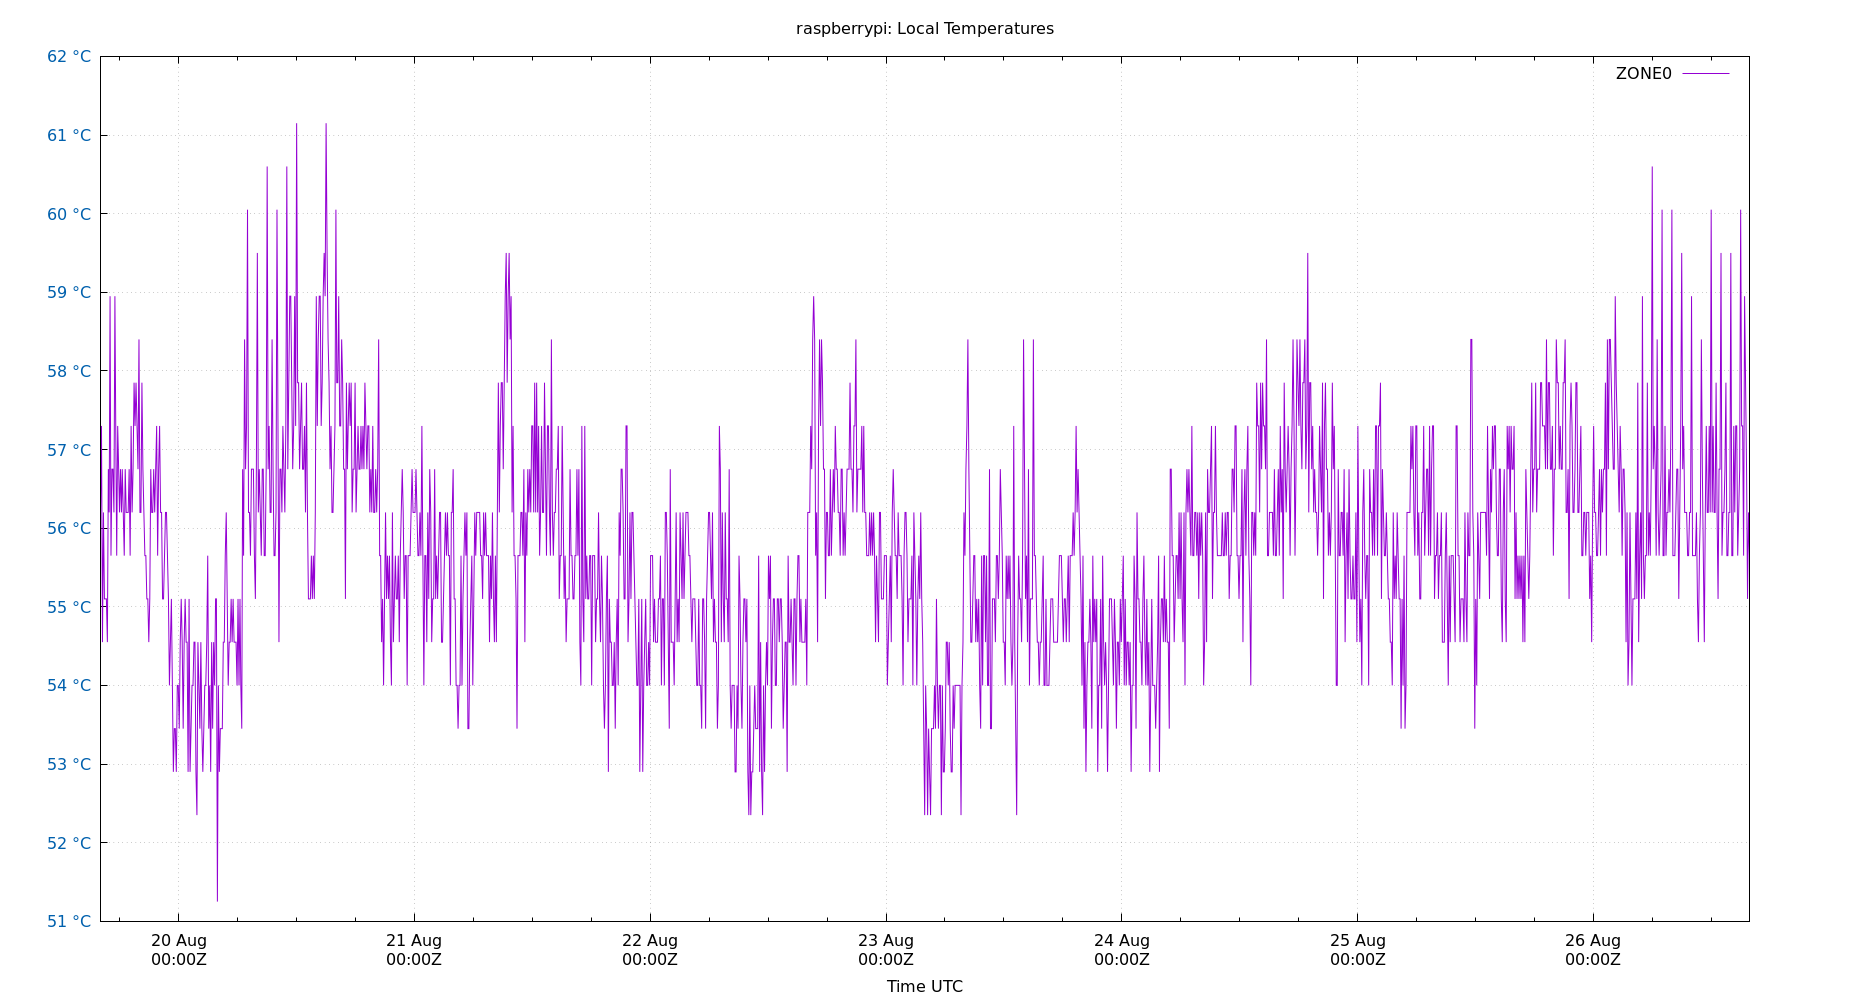 raspberrypi: Local Temperatures
62 °C
ZONE0
61 °C
60 °C
59 °C
58 °C
57 °C
56 °C
55 °C
54 °C
53 °C
52 °C
51 °C
20 Aug
00:00Z
21 Aug
00:00Z
22 Aug
00:00Z
23 Aug
00:00Z
24 Aug
00:00Z
25 Aug
00:00Z
26 Aug
00:00Z
Time UTC